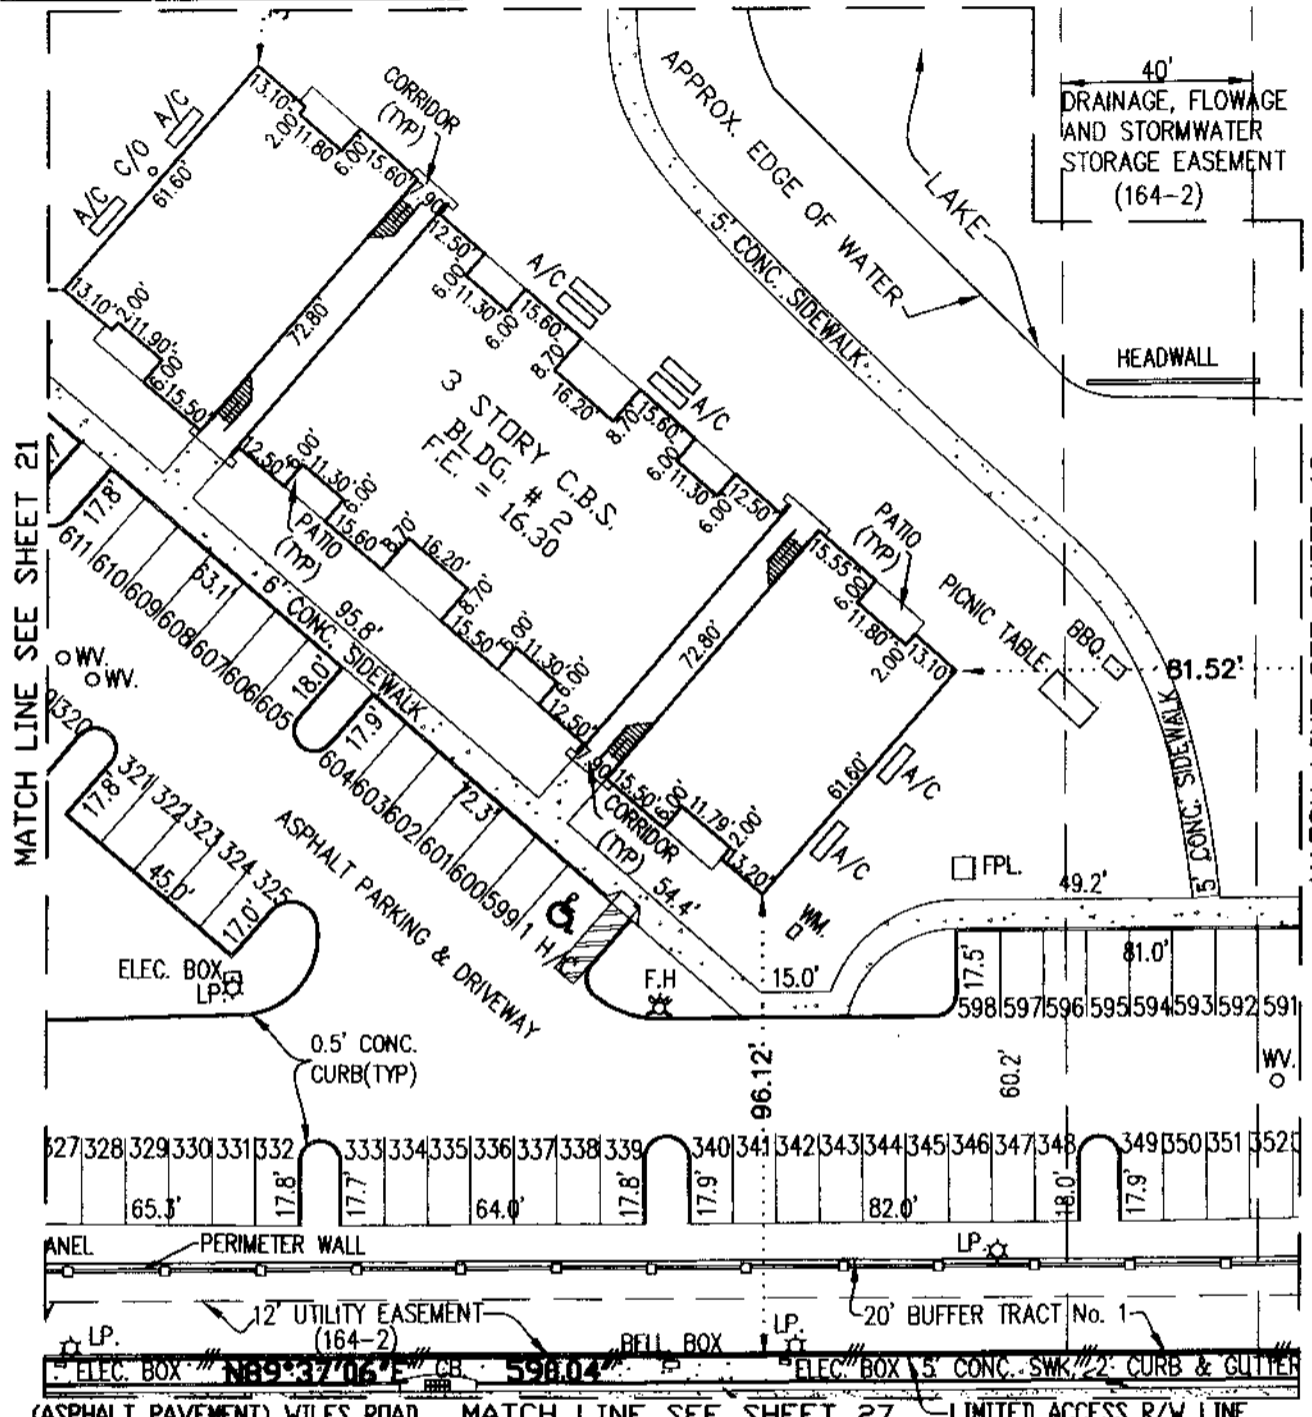 40'
DRAINAGE, FLOWAGE
AND STORMWATER
STORAGE EASEMENT
(164-2)
CORRIDOR
(TYP)
APPROX. EDGE OF WATER
LAKE
5' CONC. SIDEWALK
HEADWALL
A/C
C/O
A/C
61.60'
13.10'
2.00'
11.80'
6.00'
15.60'
7.90'
72.80'
13.10'
2.00'
11.90'
6.00'
15.50'
12.50'
6.00'
11.30'
6.00'
15.60'
8.70'
16.20'
8.70'
15.60'
6.00'
11.30'
6.00'
12.50'
A/C
A/C
3 STORY C.B.S.
BLDG. # 2
F.E. = 16.30
12.50'
6.00'
11.30'
6.00'
15.60'
8.70'
16.20'
8.70'
15.50'
6.00'
11.30'
6.00'
12.50'
PATIO
(TYP)
72.80'
7.90'
15.55'
6.00'
11.80'
2.00'
13.10'
PATIO
(TYP)
PICNIC TABLE
BBQ.
81.52'
5' CONC. SIDEWALK
5'
61.60'
A/C
A/C
15.50'
6.00'
11.79'
2.00'
13.20'
CORRIDOR
(TYP)
MATCH LINE SEE SHEET 21
17.8'
611
610
609
608
607
606
605
63.1'
18.0'
95.8'
6' CONC. SIDEWALK
17.9'
604
603
602
601
600
599
1 H/C
72.3'
54.4'
WV.
WV.
320
321
322
323
324
325
17.8'
45.0'
17.0'
ASPHALT PARKING & DRIVEWAY
ELEC. BOX
LP.
0.5' CONC.
CURB(TYP)
F.H
15.0'
WM.
FPL.
49.2'
17.5'
81.0'
598 597 596 595 594 593 592 591
60.2'
WV.
96.12'
327 328 329 330 331 332 333 334 335 336 337 338 339 340 341 342 343 344 345 346 347 348 349 350 351 352
65.3'
17.8'
17.7'
64.0'
17.8'
17.9'
82.0'
18.0'
17.9'
ANEL
PERIMETER WALL
LP.
12' UTILITY EASEMENT
(164-2)
20' BUFFER TRACT No. 1
LP.
BELL BOX
LP.
ELEC. BOX
N89°37'06"E
CB
598.04'
ELEC. BOX
5' CONC. SWK, 2' CURB & GUTTER
(ASPHALT PAVEMENT) WILES ROAD
MATCH LINE SEE SHEET 27
LIMITED ACCESS R/W LINE